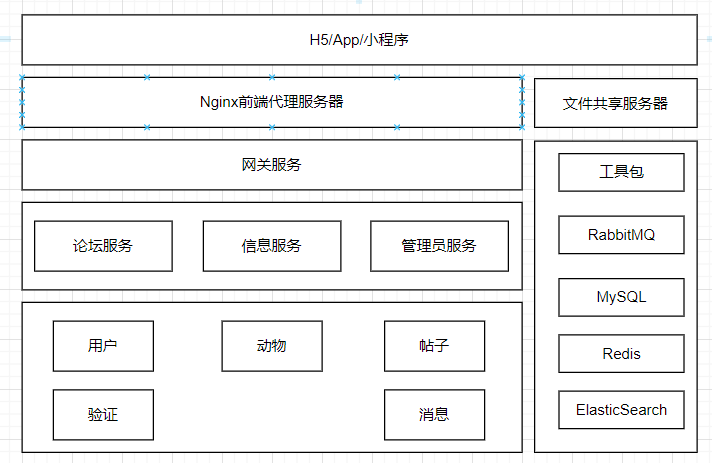 H5/App/小程序
Nginx前端代理服务器
文件共享服务器
网关服务
工具包
论坛服务
信息服务
管理员服务
RabbitMQ
MySQL
用户
动物
帖子
Redis
验证
消息
ElasticSearch